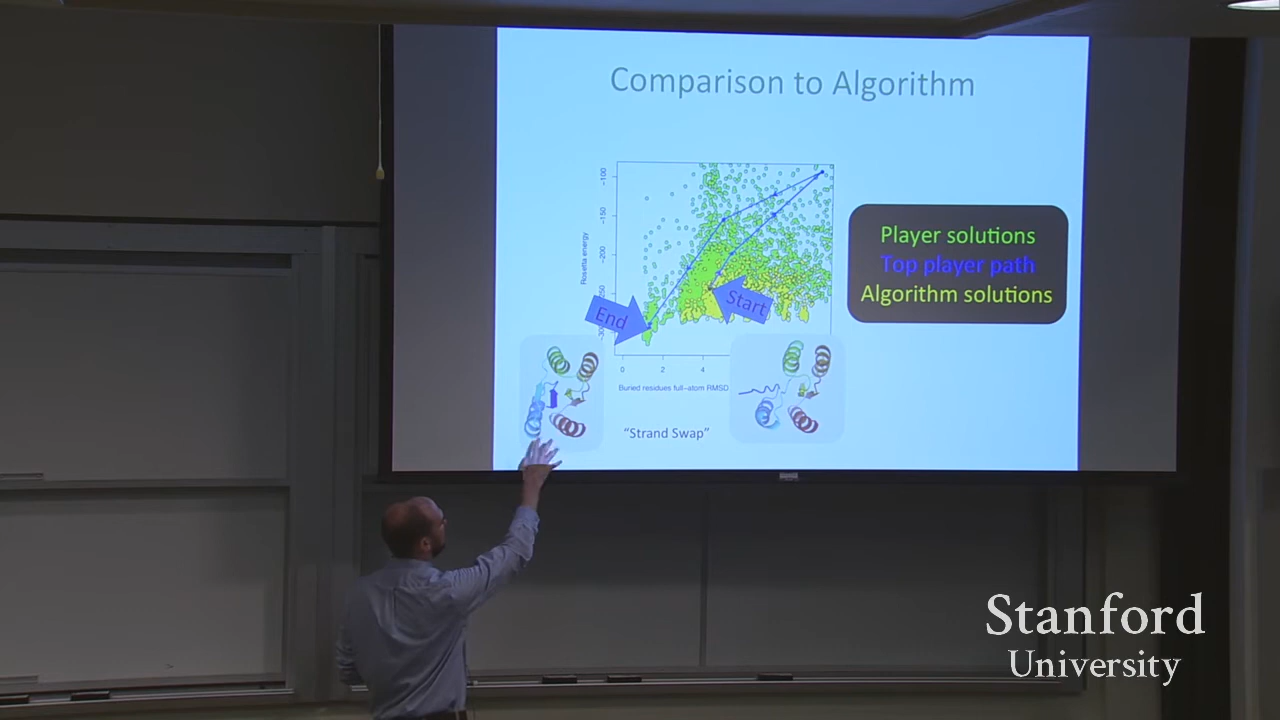 Comparison to Algorithm
-100
-150
-200
Rosetta energy
Player solutions
Top player path
Algorithm solutions
Start
End
0 2 4
Buried residues full-atom RMSD
"Strand Swap"
Stanford
University